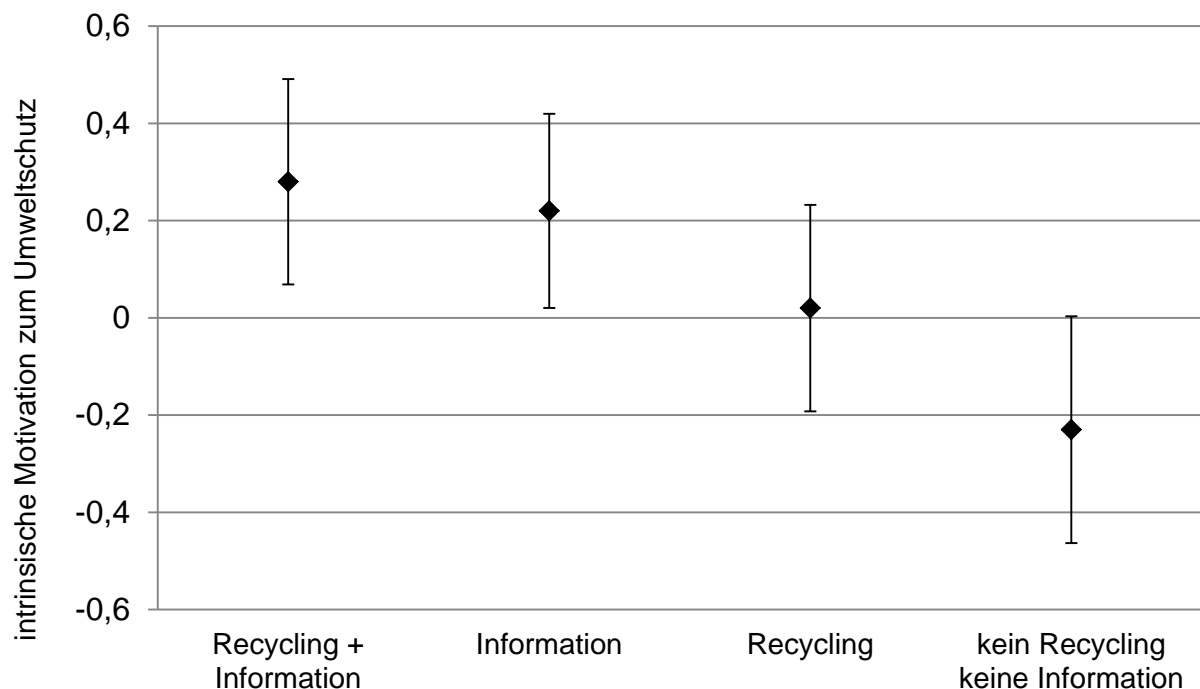 intrinsische Motivation zum Umweltschutz
0,6
0,4
0,2
0
-0,2
-0,4
-0,6
Recycling +
Information
Information
Recycling
kein Recycling
keine Information